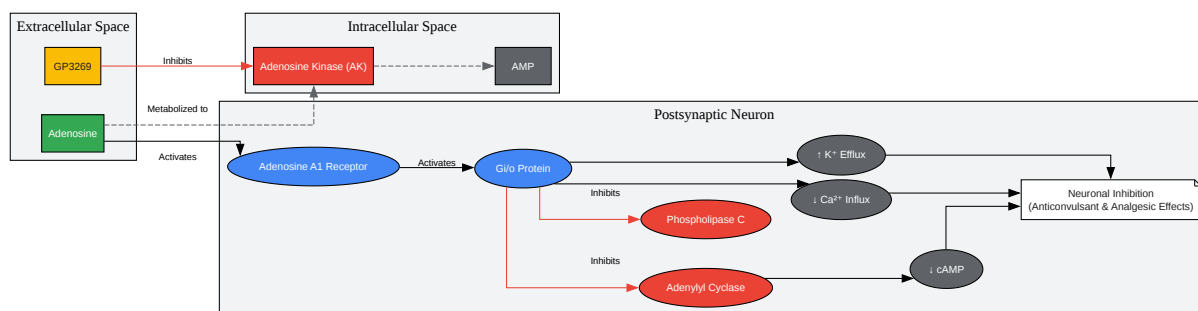 Extracellular Space
Intracellular Space
GP3269
Inhibits
Adenosine Kinase (AK)
AMP
Metabolized to
Adenosine
Activates
Postsynaptic Neuron
Adenosine A1 Receptor
Activates
Gi/o Protein
↑ K⁺ Efflux
Inhibits
↓ Ca²⁺ Influx
Neuronal Inhibition
(Anticonvulsant & Analgesic Effects)
Phospholipase C
Inhibits
Adenylyl Cyclase
↓ cAMP